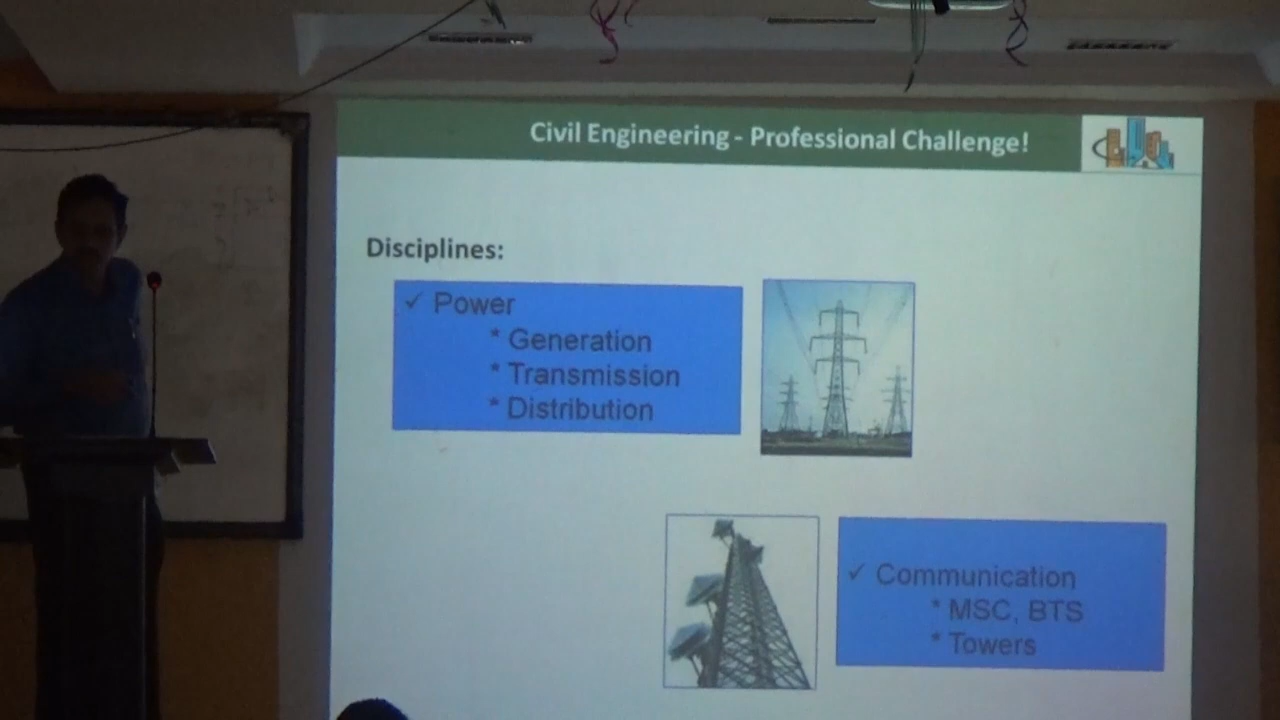 Civil Engineering - Professional Challenge!
Disciplines:
✓ Power
* Generation
* Transmission
* Distribution
✓ Communication
* MSC, BTS
* Towers